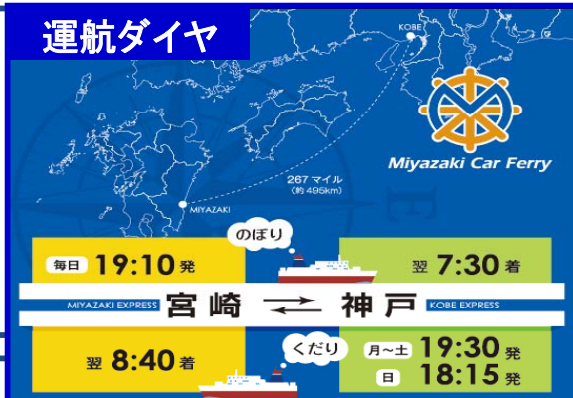 運航ダイヤ
KOBE
Miyazaki Car Ferry
267 マイル
(約 495km)
MIYAZAKI
のぼり
毎日 19:10 発
翌 7:30 着
MIYAZAKI EXPRESS 宮崎 神戸 KOBE EXPRESS
くだり
翌 8:40 着
月~土 19:30 発
日 18:15 発